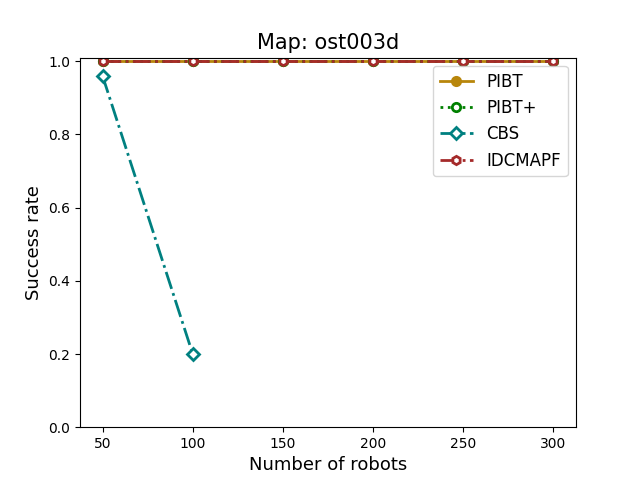 Map: ost003d
1.0
0.8
0.6
0.4
0.2
0.0
Success rate
PIBT
PIBT+
CBS
IDCMAPF
50 100 150 200 250 300
Number of robots